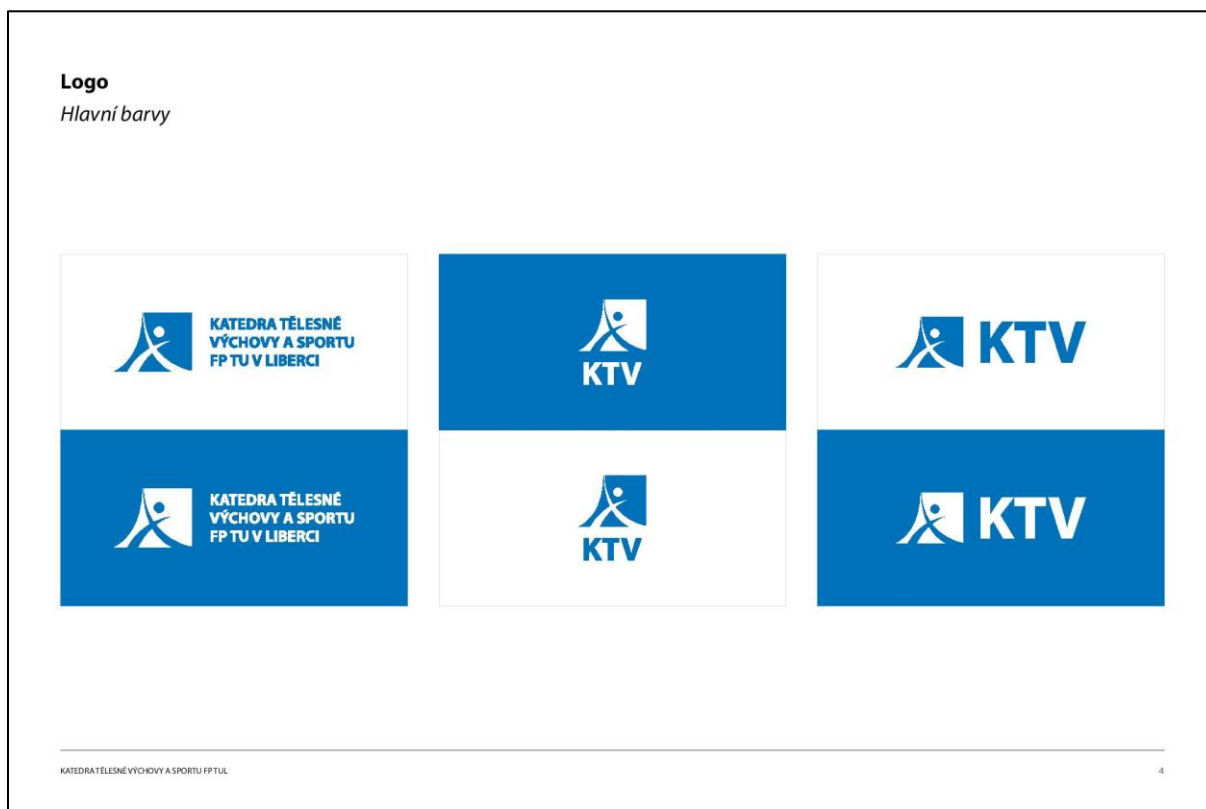 Logo
Hlavní barvy
KATEDRA TĚLESNÉ
VÝCHOVY A SPORTU
FP TU V LIBERCI
KTV
KTV
KATEDRA TĚLESNÉ
VÝCHOVY A SPORTU
FP TU V LIBERCI
KTV
KTV
KATEDRA TĚLESNÉ VÝCHOVY A SPORTU FP TUL
4